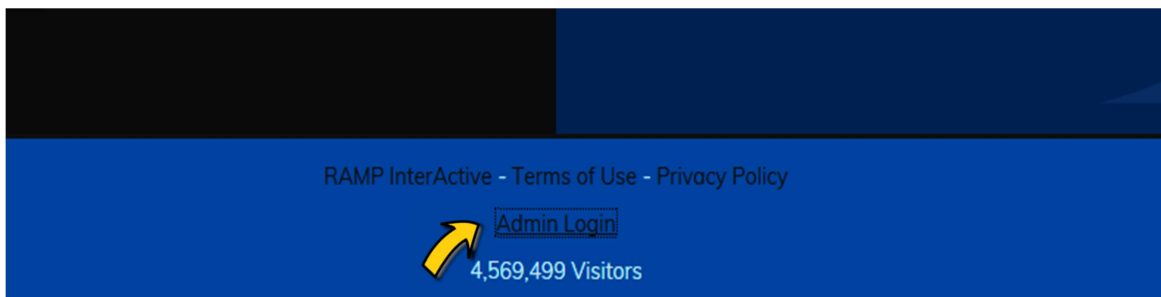 RAMP InterActive - Terms of Use - Privacy Policy
Admin Login
4,569,499 Visitors